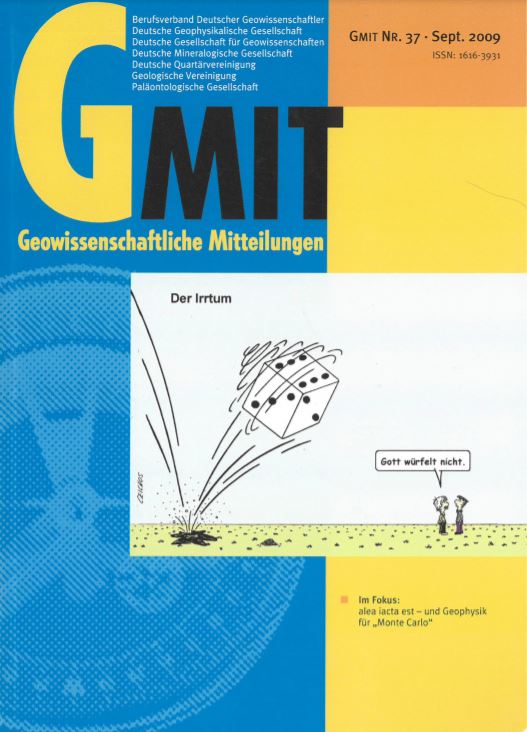 Berufsverband Deutscher Geowissenschaftler
Deutsche Geophysikalische Gesellschaft
Deutsche Gesellschaft für Geowissenschaften
Deutsche Mineralogische Gesellschaft
Deutsche Quartärvereinigung
Geologische Vereinigung
Paläontologische Gesellschaft
GMIT NR. 37 · Sept. 2009
ISSN: 1616-3931
GMIT
Geowissenschaftliche Mitteilungen
Der Irrtum
Gott würfelt nicht.
Im Fokus:
alea iacta est – und Geophysik
für „Monte Carlo"